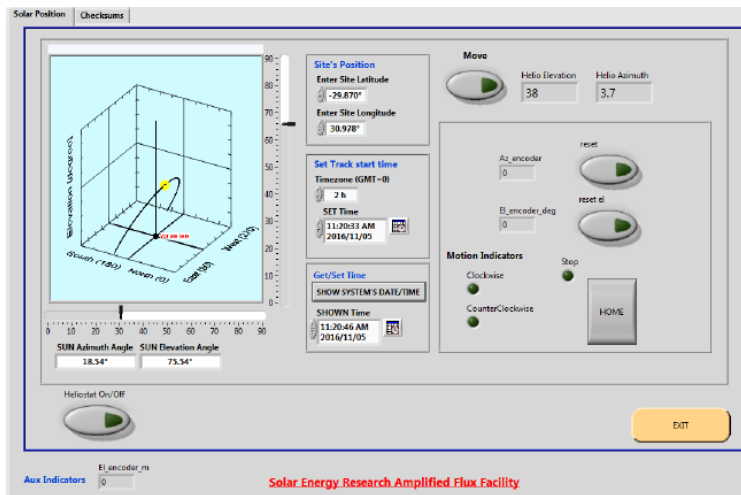 Solar Position
Checksums
Elevation (degrees)
South (180)
North (0)
East (90)
West (270)
90
80
70
60
50
40
30
20
10
0
0 10 20 30 40 50 60 70 80 90
SUN Azimuth Angle
18.54°
SUN Elevation Angle
75.54°
Site's Position
Enter Site Latitude
-29.870°
Enter Site Longitude
30.978°
Set Track start time
Timezone (GMT=0)
2 h
SET Time
11:20:33 AM
2016/11/05
Get/Set Time
SHOW SYSTEM'S DATE/TIME
SHOWN Time
11:20:46 AM
2016/11/05
Move
Helio Elevation
38
Helio Azimuth
3.7
Az_encoder
0
reset
El_encoder_deg
0
reset el
Motion Indicators
Clockwise
CounterClockwise
Stop
HOME
Heliostat On/Off
EXIT
Aux Indicators
El_encoder_m
0
Solar Energy Research Amplified Flux Facility